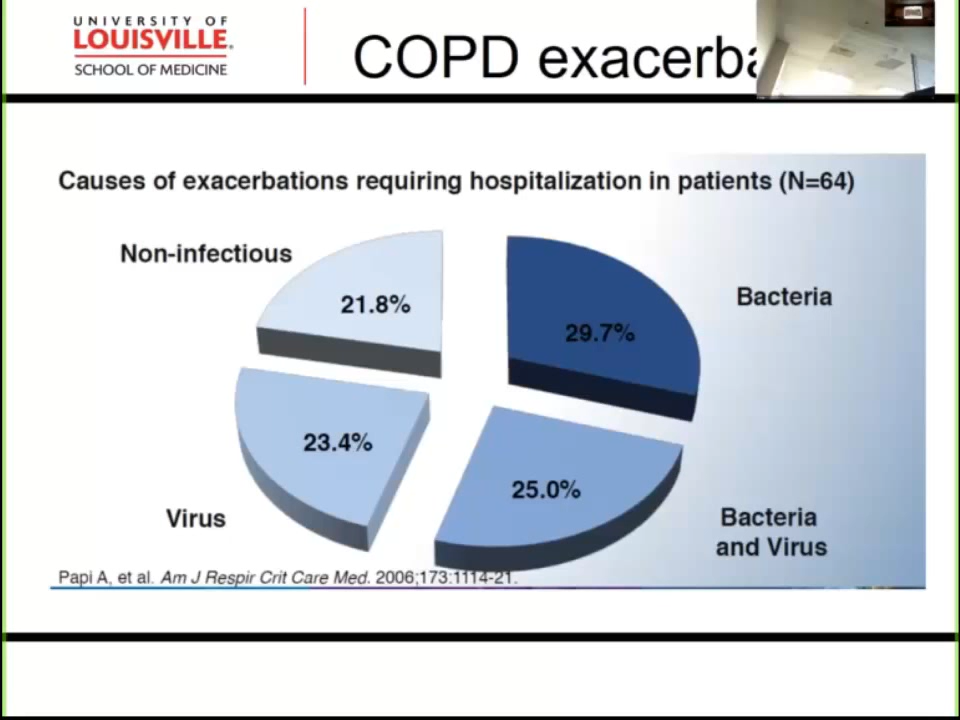 UNIVERSITY OF
LOUISVILLE.
SCHOOL OF MEDICINE
COPD exacerba
Causes of exacerbations requiring hospitalization in patients (N=64)
Non-infectious
21.8%
Bacteria
29.7%
23.4%
25.0%
Virus
Bacteria
and Virus
Papi A, et al. Am J Respir Crit Care Med. 2006;173:1114-21.